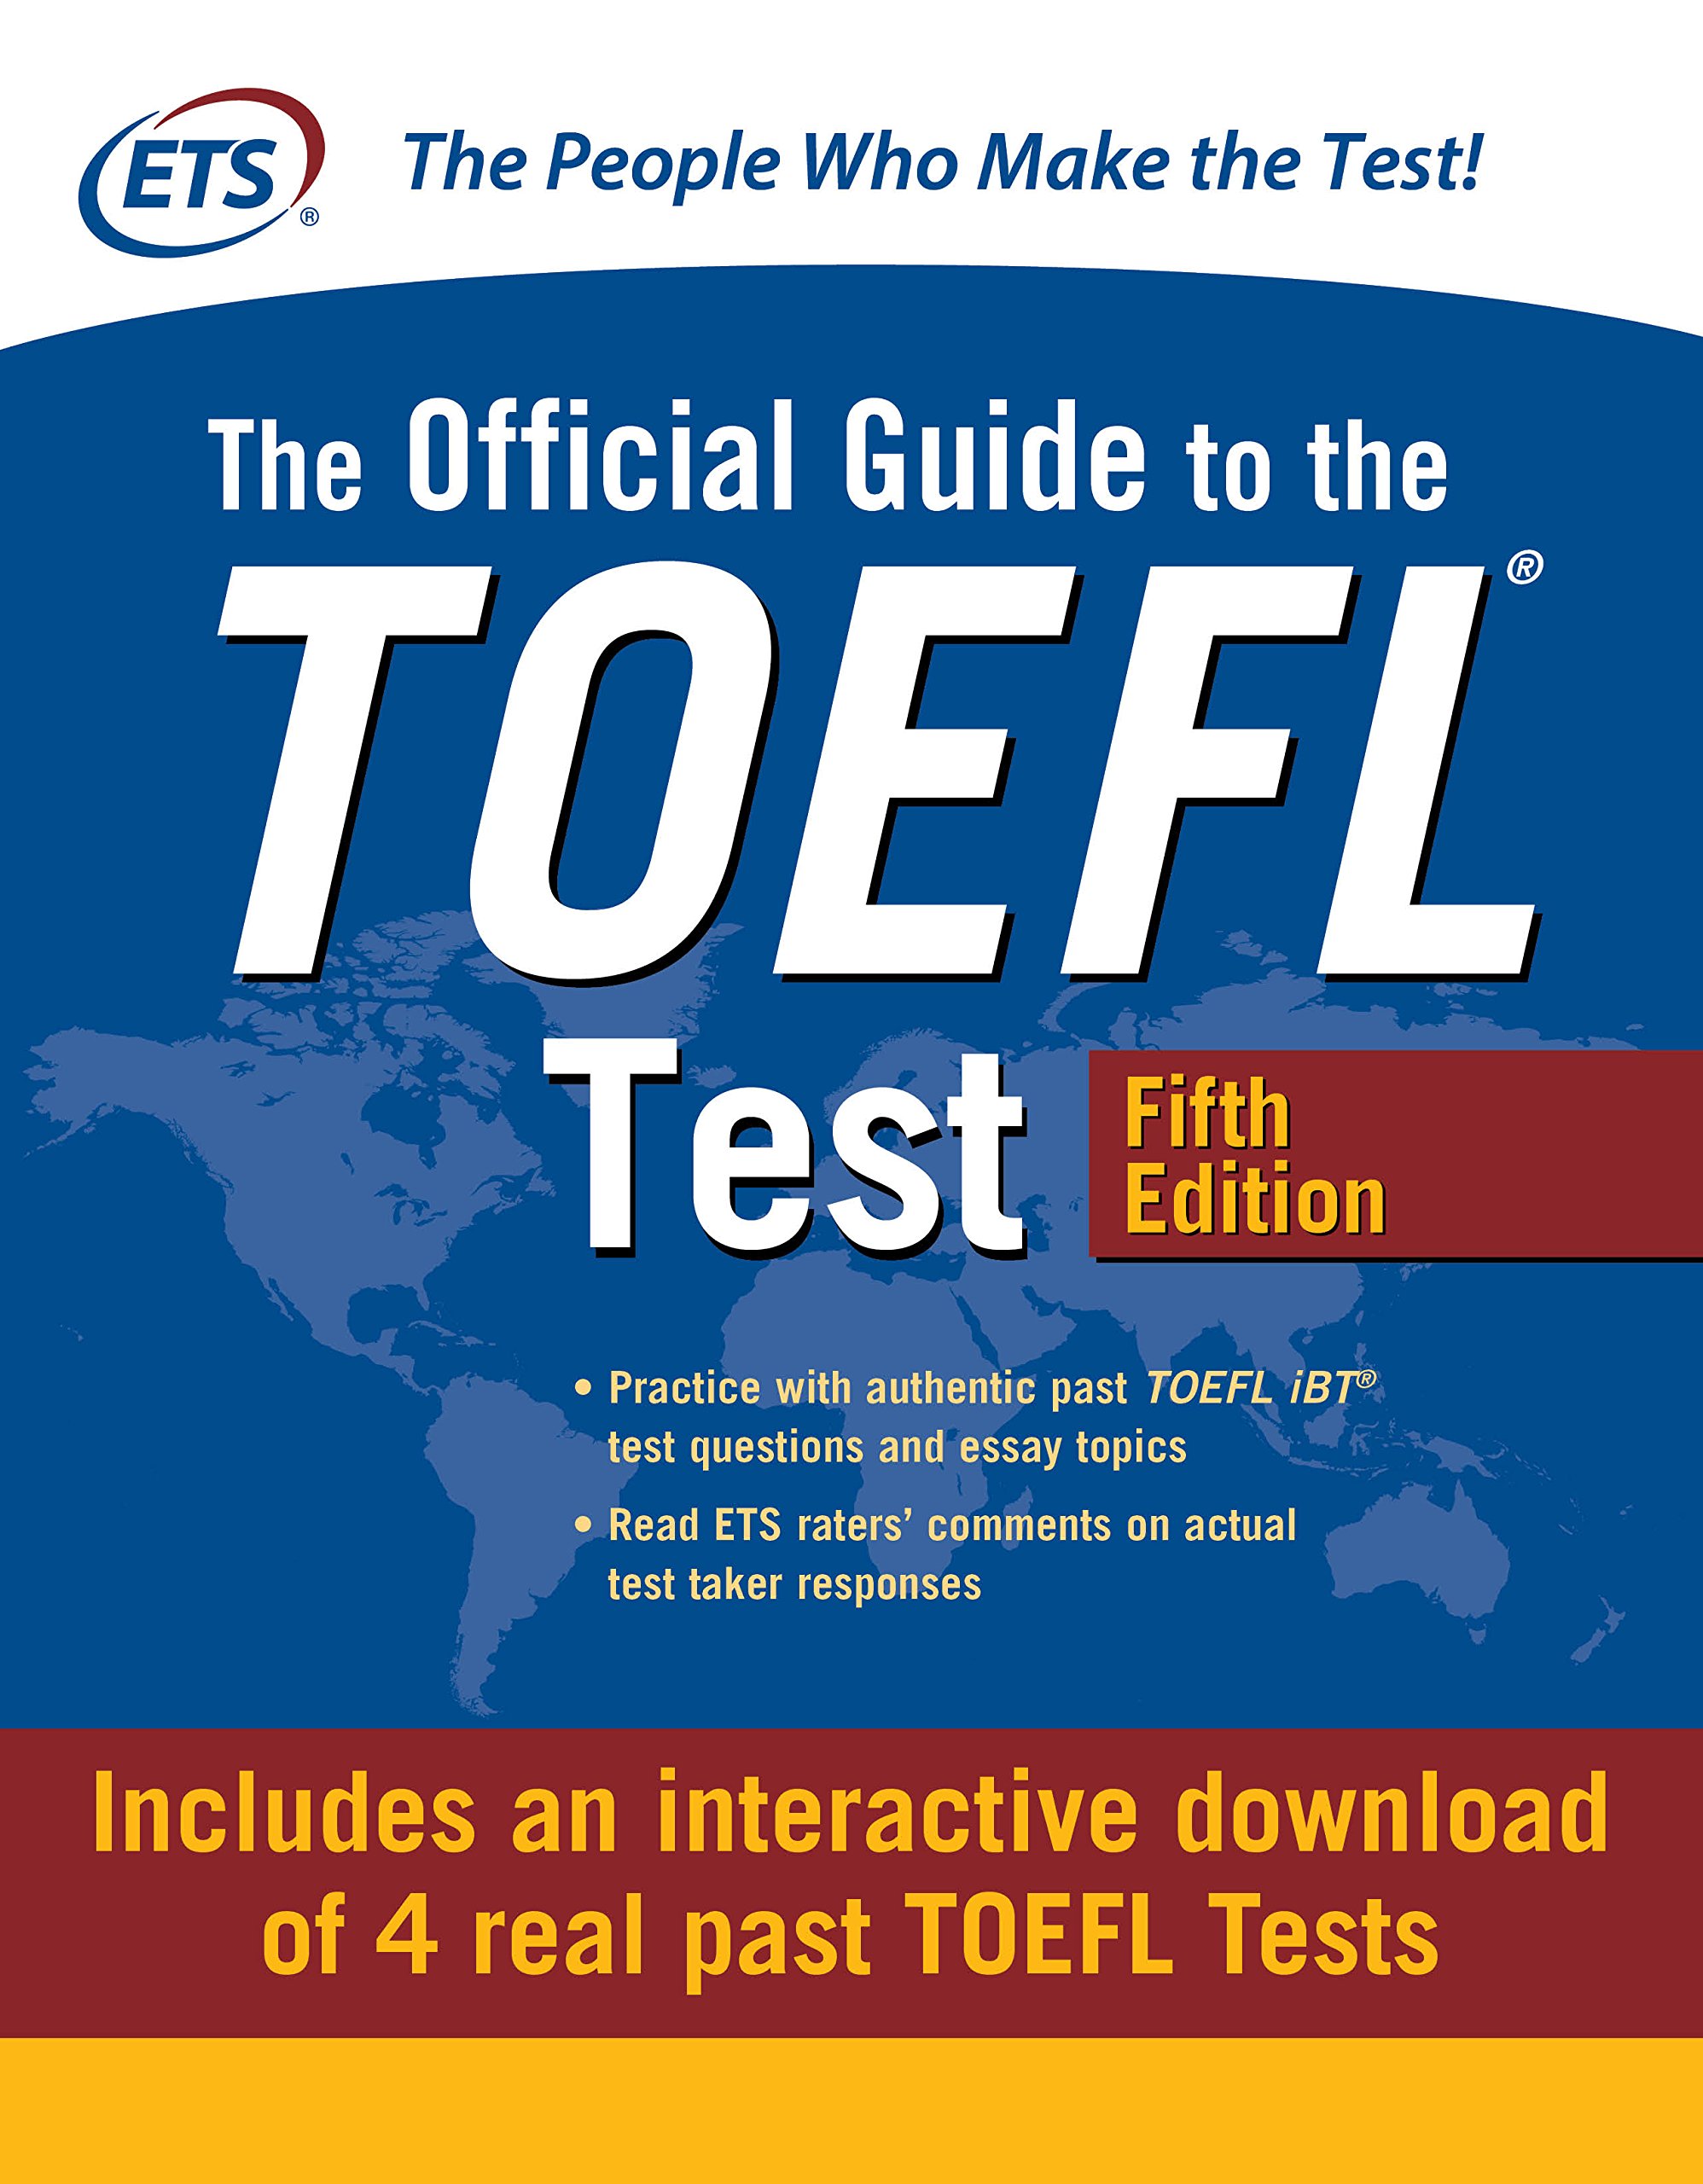 ETS®
The People Who Make the Test!
The Official Guide to the
TOEFL®
Test
Fifth
Edition
• Practice with authentic past TOEFL iBT®
test questions and essay topics
• Read ETS raters’ comments on actual
test taker responses
Includes an interactive download
of 4 real past TOEFL Tests